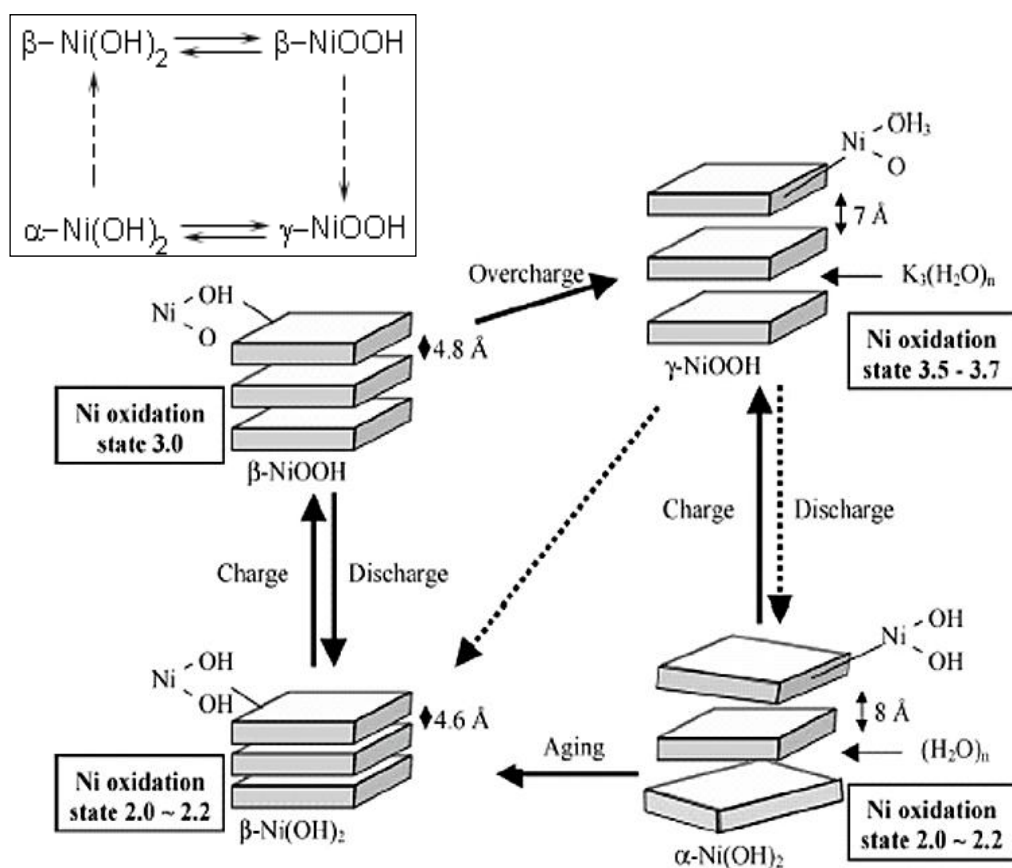 β–Ni(OH)₂ β–NiOOH
α–Ni(OH)₂ γ–NiOOH
Ni
OH₃
O
7 Å
Overcharge
K₃(H₂O)ₙ
Ni
OH
O
4.8 Å
γ-NiOOH
Ni oxidation
state 3.5 - 3.7
Ni oxidation
state 3.0
β-NiOOH
Charge
Discharge
Charge
Discharge
Ni
OH
OH
Ni
OH
OH
4.6 Å
8 Å
Aging
(H₂O)ₙ
Ni oxidation
state 2.0 ~ 2.2
β-Ni(OH)₂
Ni oxidation
state 2.0 ~ 2.2
α-Ni(OH)₂